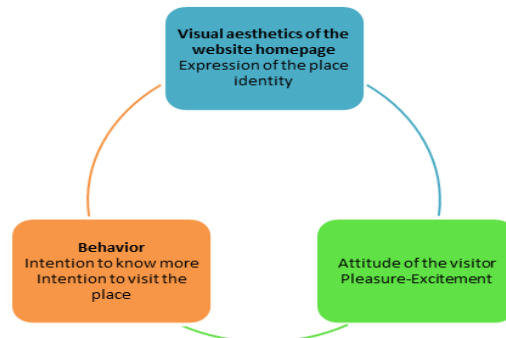 Visual aesthetics of the
website homepage
Expression of the place
identity
Behavior
Intention to know more
Intention to visit the
place
Attitude of the visitor
Pleasure-Excitement